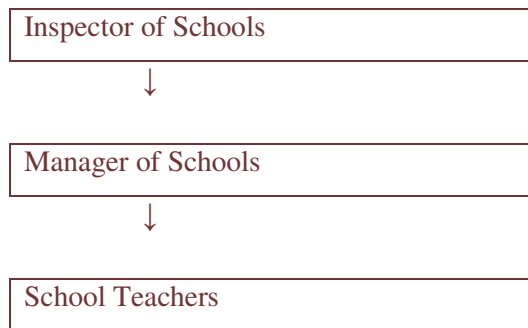 Inspector of Schools
↓
Manager of Schools
↓
School Teachers